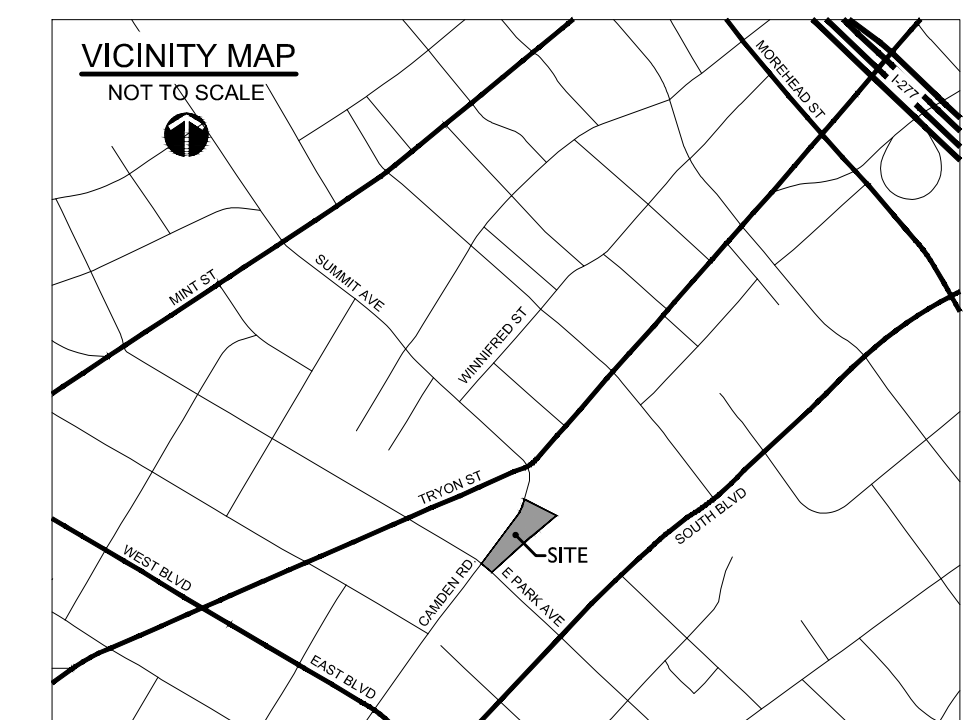 VICINITY MAP
NOT TO SCALE
MOREHEAD ST
I-277
SUMMIT AVE
MINT ST
WINNIFRED ST
TRYON ST
SOUTH BLVD
WEST BLVD
SITE
CAMDEN RD
E PARK AVE
EAST BLVD